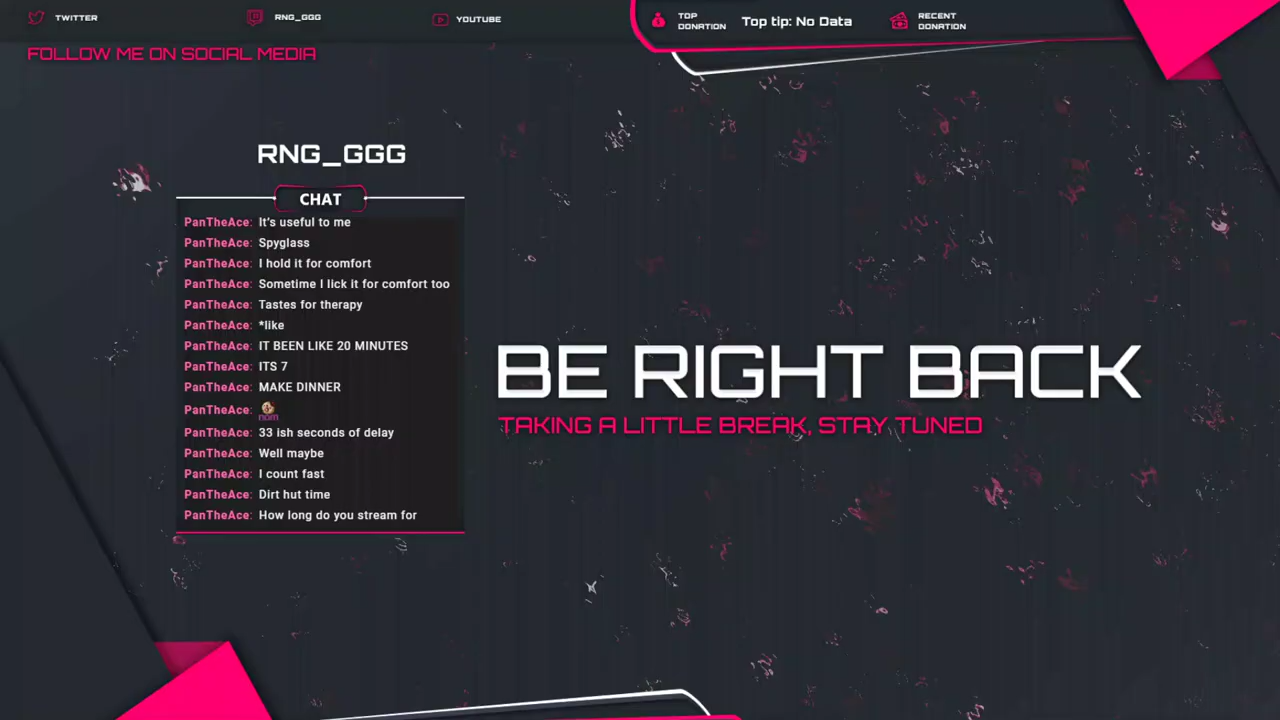 TWITTER
RNG_GGG
YOUTUBE
TOP
DONATION
Top tip: No Data
RECENT
DONATION
FOLLOW ME ON SOCIAL MEDIA
RNG_GGG
CHAT
PanTheAce: It's useful to me
PanTheAce: Spyglass
PanTheAce: I hold it for comfort
PanTheAce: Sometime I lick it for comfort too
PanTheAce: Tastes for therapy
PanTheAce: *like
PanTheAce: IT BEEN LIKE 20 MINUTES
PanTheAce: ITS 7
PanTheAce: MAKE DINNER
PanTheAce: nom
PanTheAce: 33 ish seconds of delay
PanTheAce: Well maybe
PanTheAce: I count fast
PanTheAce: Dirt hut time
PanTheAce: How long do you stream for
BE RIGHT BACK
TAKING A LITTLE BREAK, STAY TUNED